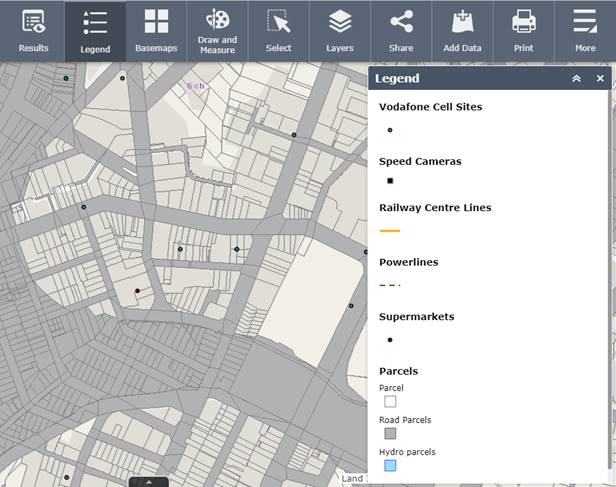 Results
Legend
Basemaps
Draw and
Measure
Select
Layers
Share
Add Data
Print
More
Sch
Legend
Vodafone Cell Sites
Speed Cameras
Railway Centre Lines
Powerlines
Supermarkets
Parcels
Parcel
Road Parcels
Hydro parcels
Land